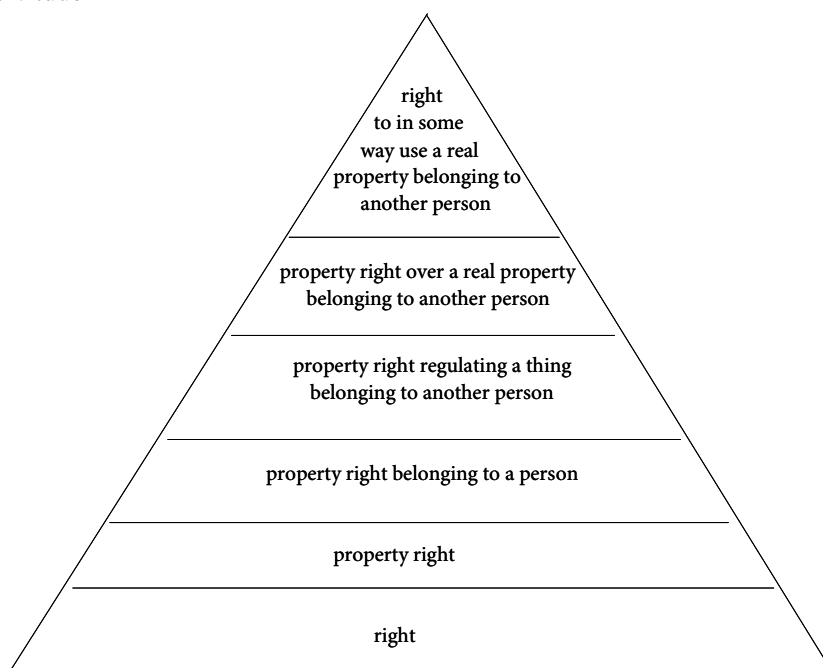 right
to in some
way use a real
property belonging to
another person
property right over a real property
belonging to another person
property right regulating a thing
belonging to another person
property right belonging to a person
property right
right